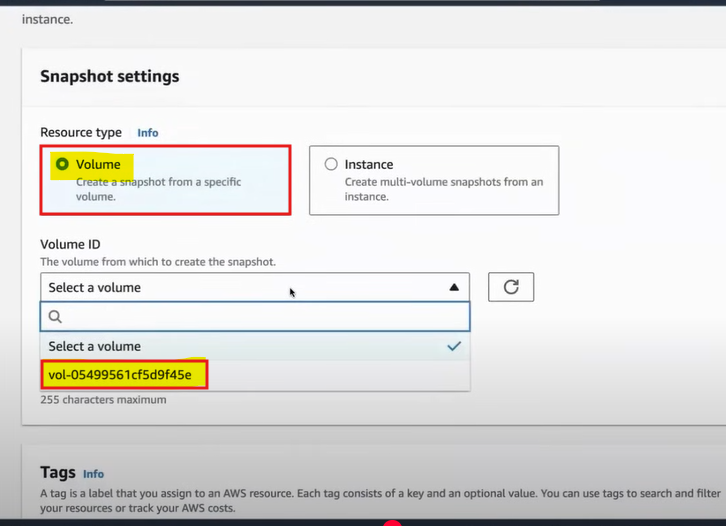 instance.
Snapshot settings
Resource type Info
Volume
Create a snapshot from a specific
volume.
Instance
Create multi-volume snapshots from an
instance.
Volume ID
The volume from which to create the snapshot.
Select a volume
Select a volume
vol-05499561cf5d9f45e
255 characters maximum
Tags Info
A tag is a label that you assign to an AWS resource. Each tag consists of a key and an optional value. You can use tags to search and filter
your resources or track your AWS costs.